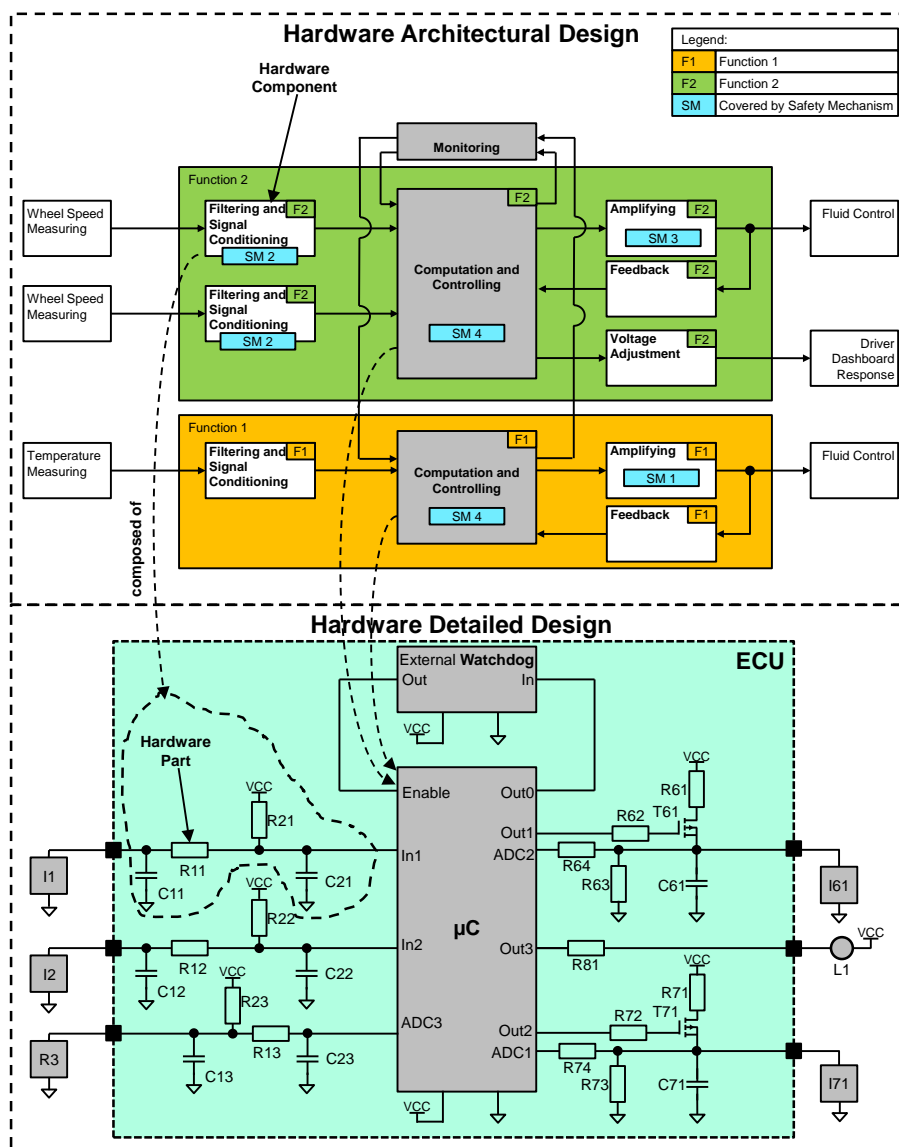 Hardware Architectural Design
Legend:
F1 Function 1
F2 Function 2
SM Covered by Safety Mechanism
Hardware
Component
Monitoring
Function 2
Wheel Speed
Measuring
Filtering and
Signal
Conditioning
F2
SM 2
Wheel Speed
Measuring
Filtering and
Signal
Conditioning
F2
SM 2
F2
Computation and
Controlling
SM 4
Amplifying
F2
SM 3
Feedback
F2
Voltage
Adjustment
F2
Fluid Control
Driver
Dashboard
Response
Function 1
Temperature
Measuring
Filtering and
Signal
Conditioning
F1
F1
Computation and
Controlling
SM 4
Amplifying
F1
SM 1
Feedback
F1
Fluid Control
composed of
Hardware Detailed Design
ECU
External Watchdog
Out
In
VCC
Hardware
Part
Enable
Out0
Out1
ADC2
In1
In2
µC
Out3
ADC3
Out2
ADC1
VCC
I1
C11
R11
VCC
R21
C21
I2
C12
R12
VCC
R22
C22
R3
C13
VCC
R23
R13
C23
VCC
R61
T61
R62
R64
R63
C61
I61
R81
VCC
L1
VCC
R71
T71
R72
R74
R73
C71
I71